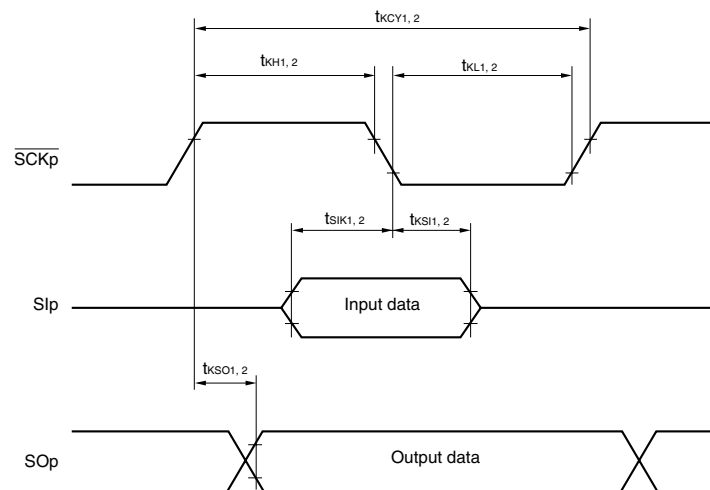 tKCY1, 2
tKH1, 2
tKL1, 2
SCKp
tSIK1, 2
tKSI1, 2
SIp
Input data
tKSO1, 2
SOp
Output data